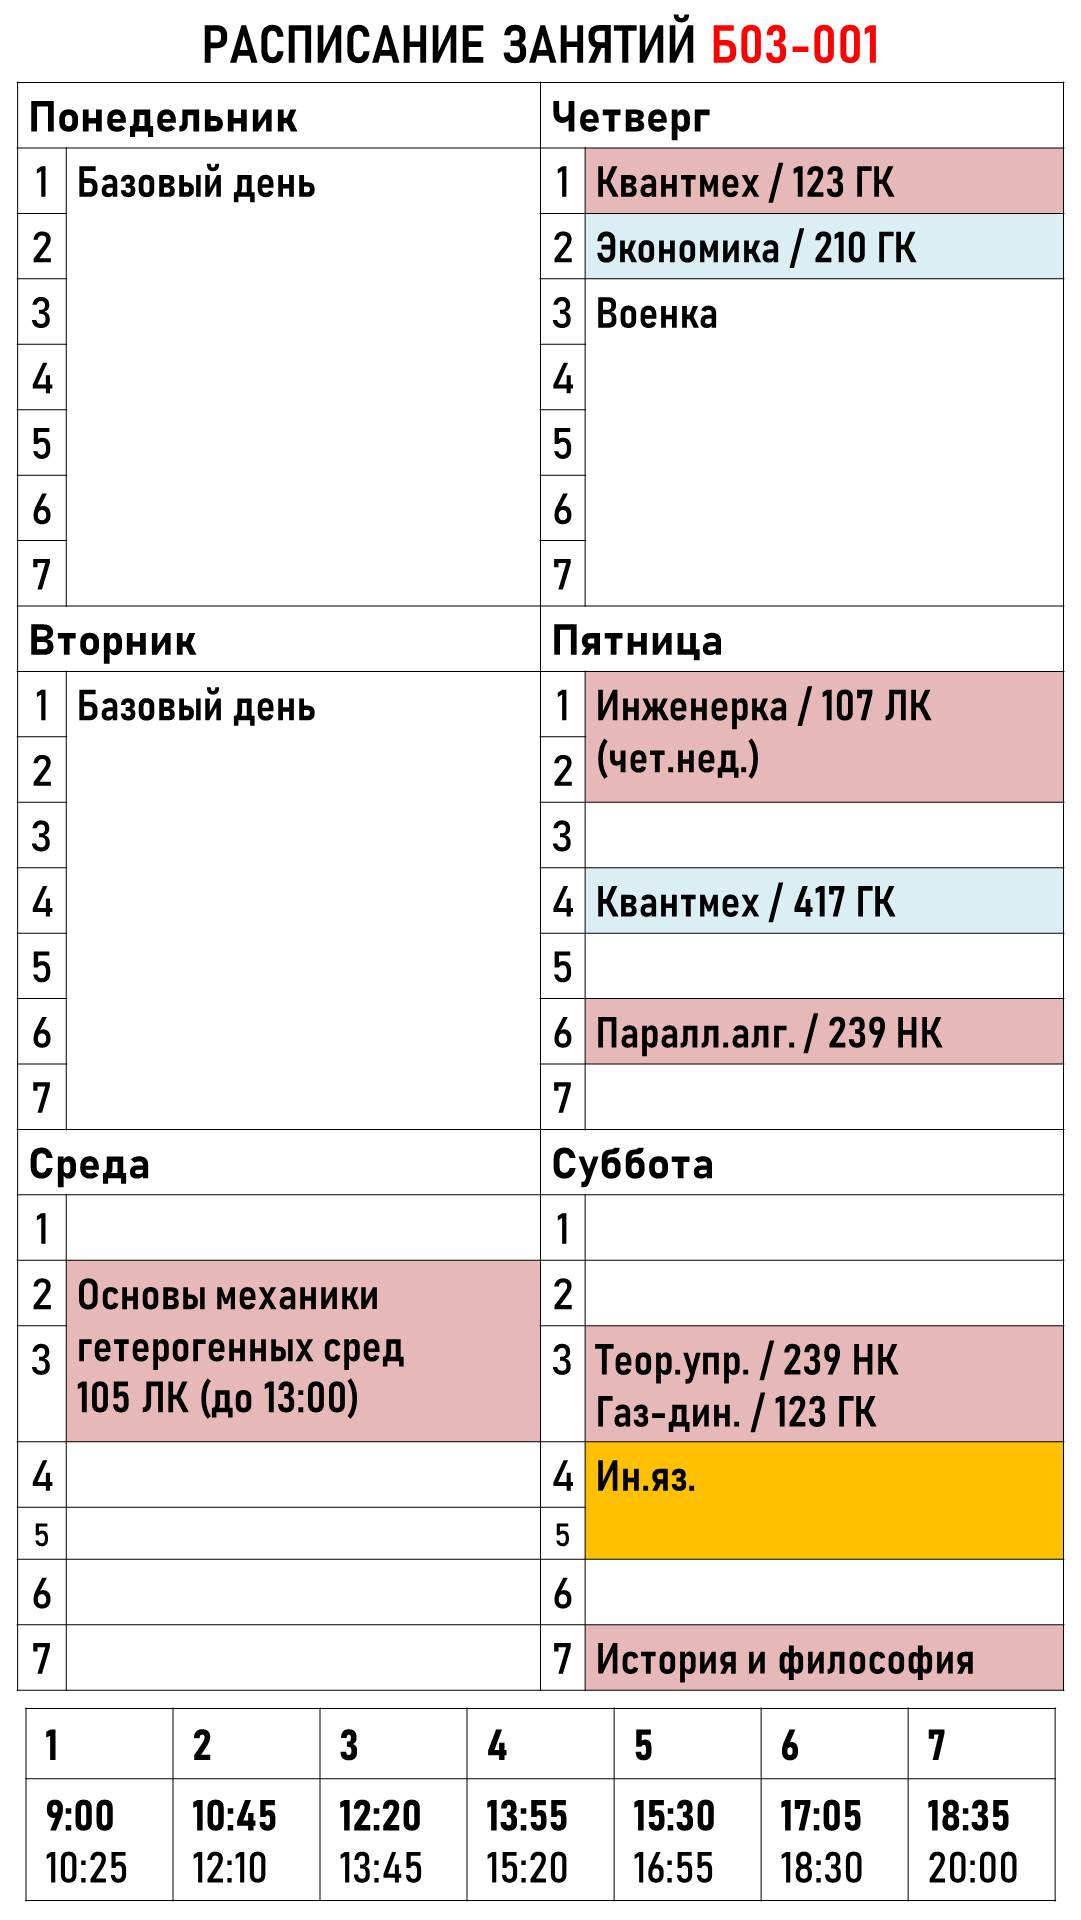 РАСПИСАНИЕ ЗАНЯТИЙ Б03-001
Понедельник
1 Базовый день
2
3
4
5
6
7
Вторник
1 Базовый день
2
3
4
5
6
7
Среда
1
2 Основы механики
3 гетерогенных сред
105 ЛК (до 13:00)
4
5
6
7
Четверг
1 Квантмех / 123 ГК
2 Экономика / 210 ГК
3 Военка
4
5
6
7
Пятница
1 Инженерка / 107 ЛК
2 (чет.нед.)
3
4 Квантмех / 417 ГК
5
6 Паралл.алг. / 239 НК
7
Суббота
1
2
3 Теор.упр. / 239 НК
Газ-дин. / 123 ГК
4 Ин.яз.
5
6
7 История и философия
1 2 3 4 5 6 7
9:00 10:45 12:20 13:55 15:30 17:05 18:35
10:25 12:10 13:45 15:20 16:55 18:30 20:00